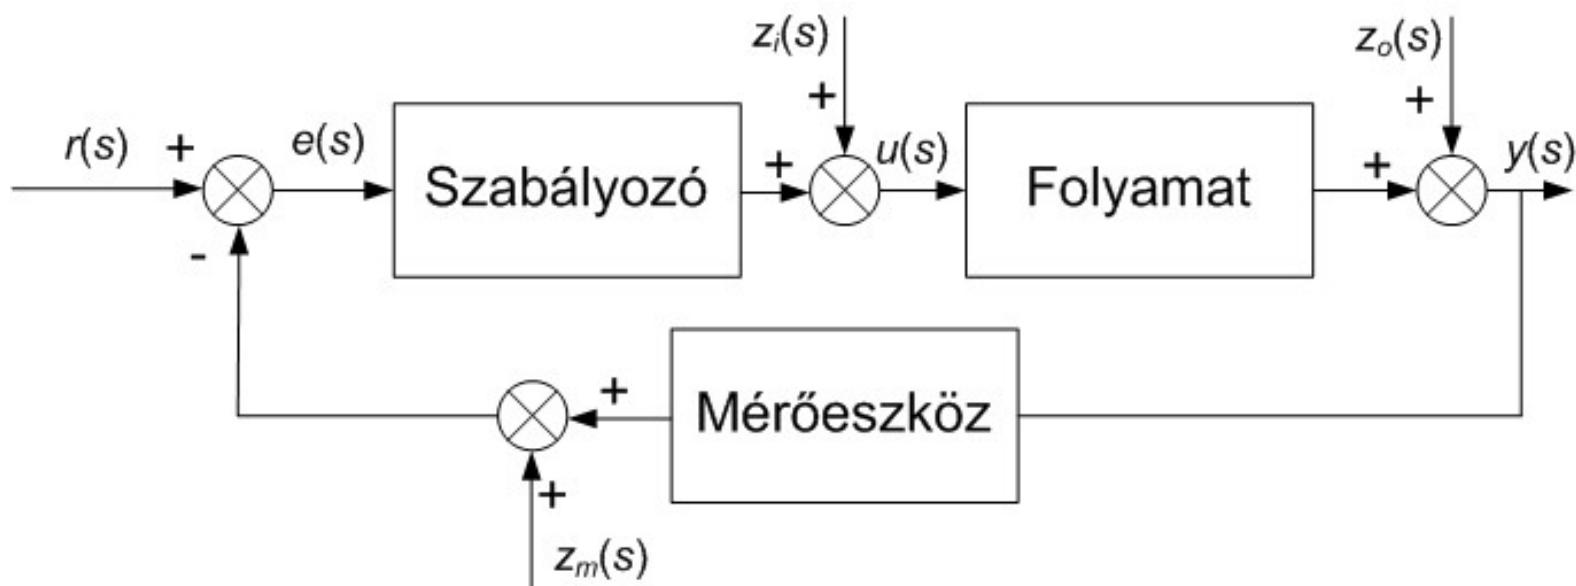 z_i(s)
z_o(s)
+
+
r(s)
+
e(s)
Szabályozó
+
u(s)
Folyamat
+
y(s)
-
+
Mérőeszköz
+
z_m(s)